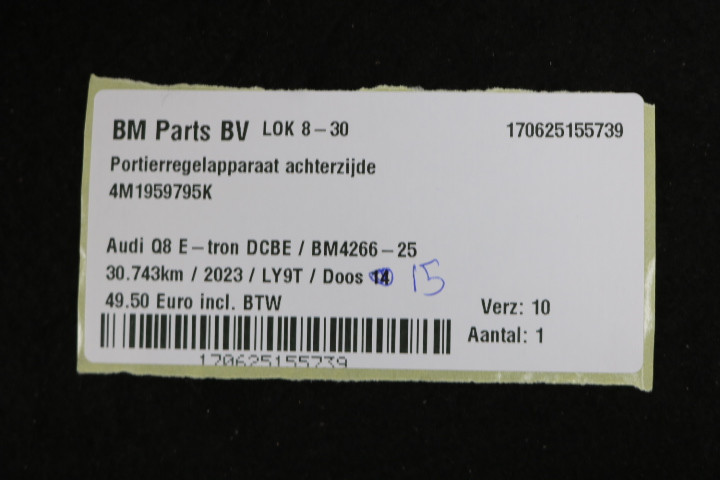 BM Parts BV LOK 8-30 170625155739
Portierregelapparaat achterzijde
4M1959795K
Audi Q8 E-tron DCBE / BM4266-25
30.743km / 2023 / LY9T / Doos 14 15
49.50 Euro incl. BTW
Verz: 10
Aantal: 1
170625155739